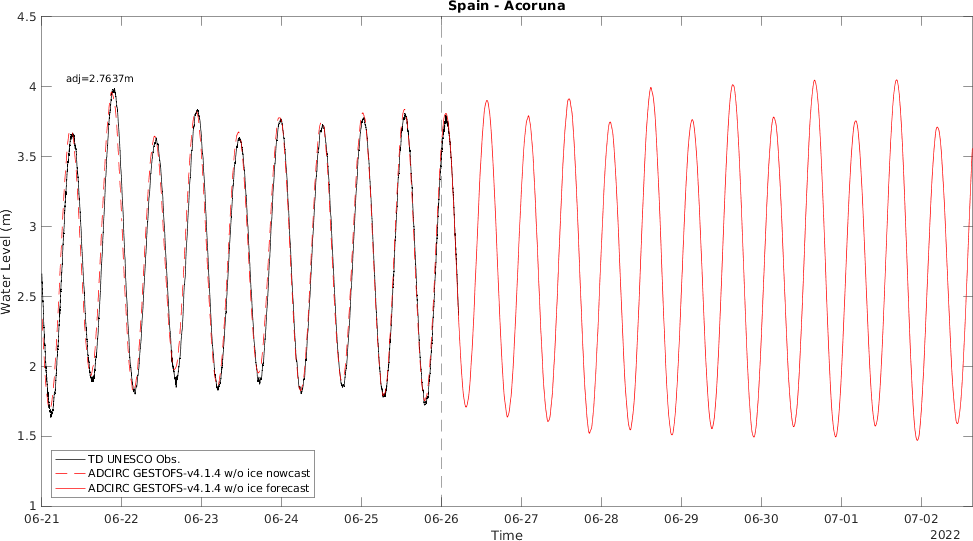 Spain - Acoruna
4.5
4
3.5
3
2.5
2
1.5
1
Water Level (m)
adj=2.7637m
TD UNESCO Obs.
ADCIRC GESTOFS-v4.1.4 w/o ice nowcast
ADCIRC GESTOFS-v4.1.4 w/o ice forecast
06-21 06-22 06-23 06-24 06-25 06-26 06-27 06-28 06-29 06-30 07-01 07-02
Time
2022